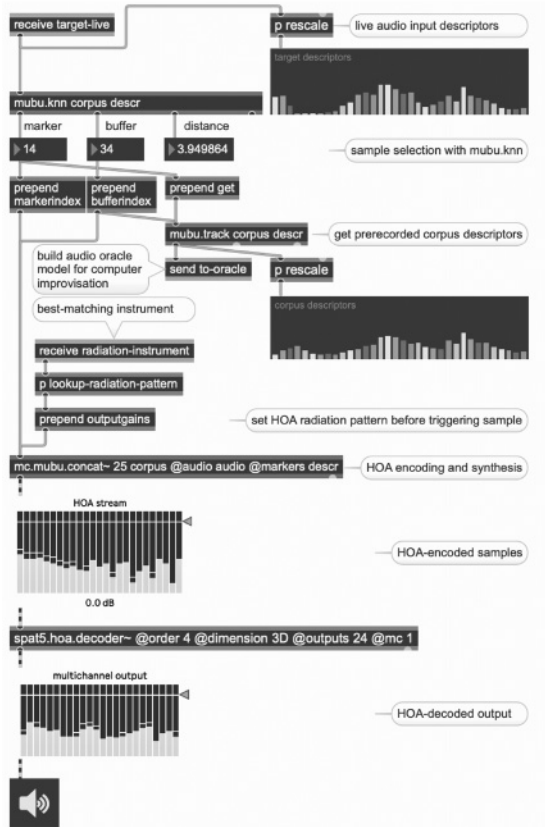 receive target-live
p rescale
live audio input descriptors
target descriptors
mubu.knn corpus descr
marker
buffer
distance
14
34
3.949864
sample selection with mubu.knn
prepend
markerindex
prepend
bufferindex
prepend get
mubu.track corpus descr
get prerecorded corpus descriptors
build audio oracle
model for computer
improvisation
send to-oracle
p rescale
best-matching instrument
corpus descriptors
receive radiation-instrument
p lookup-radiation-pattern
prepend outputgains
set HOA radiation pattern before triggering sample
mc.mubu.concat~ 25 corpus @audio audio @markers descr
HOA encoding and synthesis
HOA stream
HOA-encoded samples
0.0 dB
spat5.hoa.decoder~ @order 4 @dimension 3D @outputs 24 @mc 1
multichannel output
HOA-decoded output